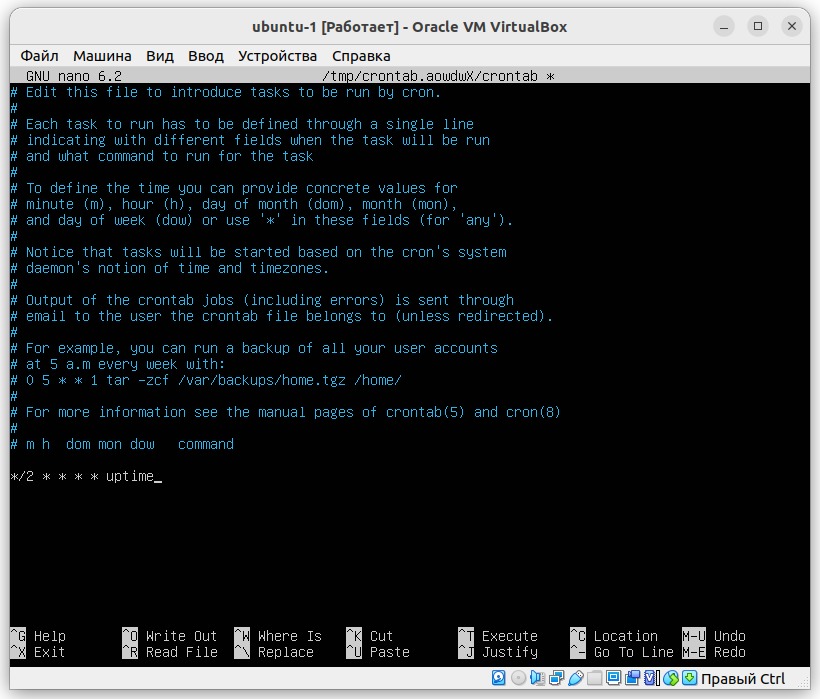 ubuntu-1 [Работает] - Oracle VM VirtualBox
Файл Машина Вид Ввод Устройства Справка
GNU nano 6.2 /tmp/crontab.aowdwX/crontab *
# Edit this file to introduce tasks to be run by cron.
#
# Each task to run has to be defined through a single line
# indicating with different fields when the task will be run
# and what command to run for the task
#
# To define the time you can provide concrete values for
# minute (m), hour (h), day of month (dom), month (mon),
# and day of week (dow) or use '*' in these fields (for 'any').
#
# Notice that tasks will be started based on the cron's system
# daemon's notion of time and timezones.
#
# Output of the crontab jobs (including errors) is sent through
# email to the user the crontab file belongs to (unless redirected).
#
# For example, you can run a backup of all your user accounts
# at 5 a.m every week with:
# 0 5 * * 1 tar -zcf /var/backups/home.tgz /home/
#
# For more information see the manual pages of crontab(5) and cron(8)
#
# m h  dom mon dow   command
*/2 * * * * uptime_
^G Help ^O Write Out ^W Where Is ^K Cut ^T Execute ^C Location M-U Undo
^X Exit ^R Read File ^\ Replace ^U Paste ^J Justify ^- Go To Line M-E Redo
Правый Ctrl